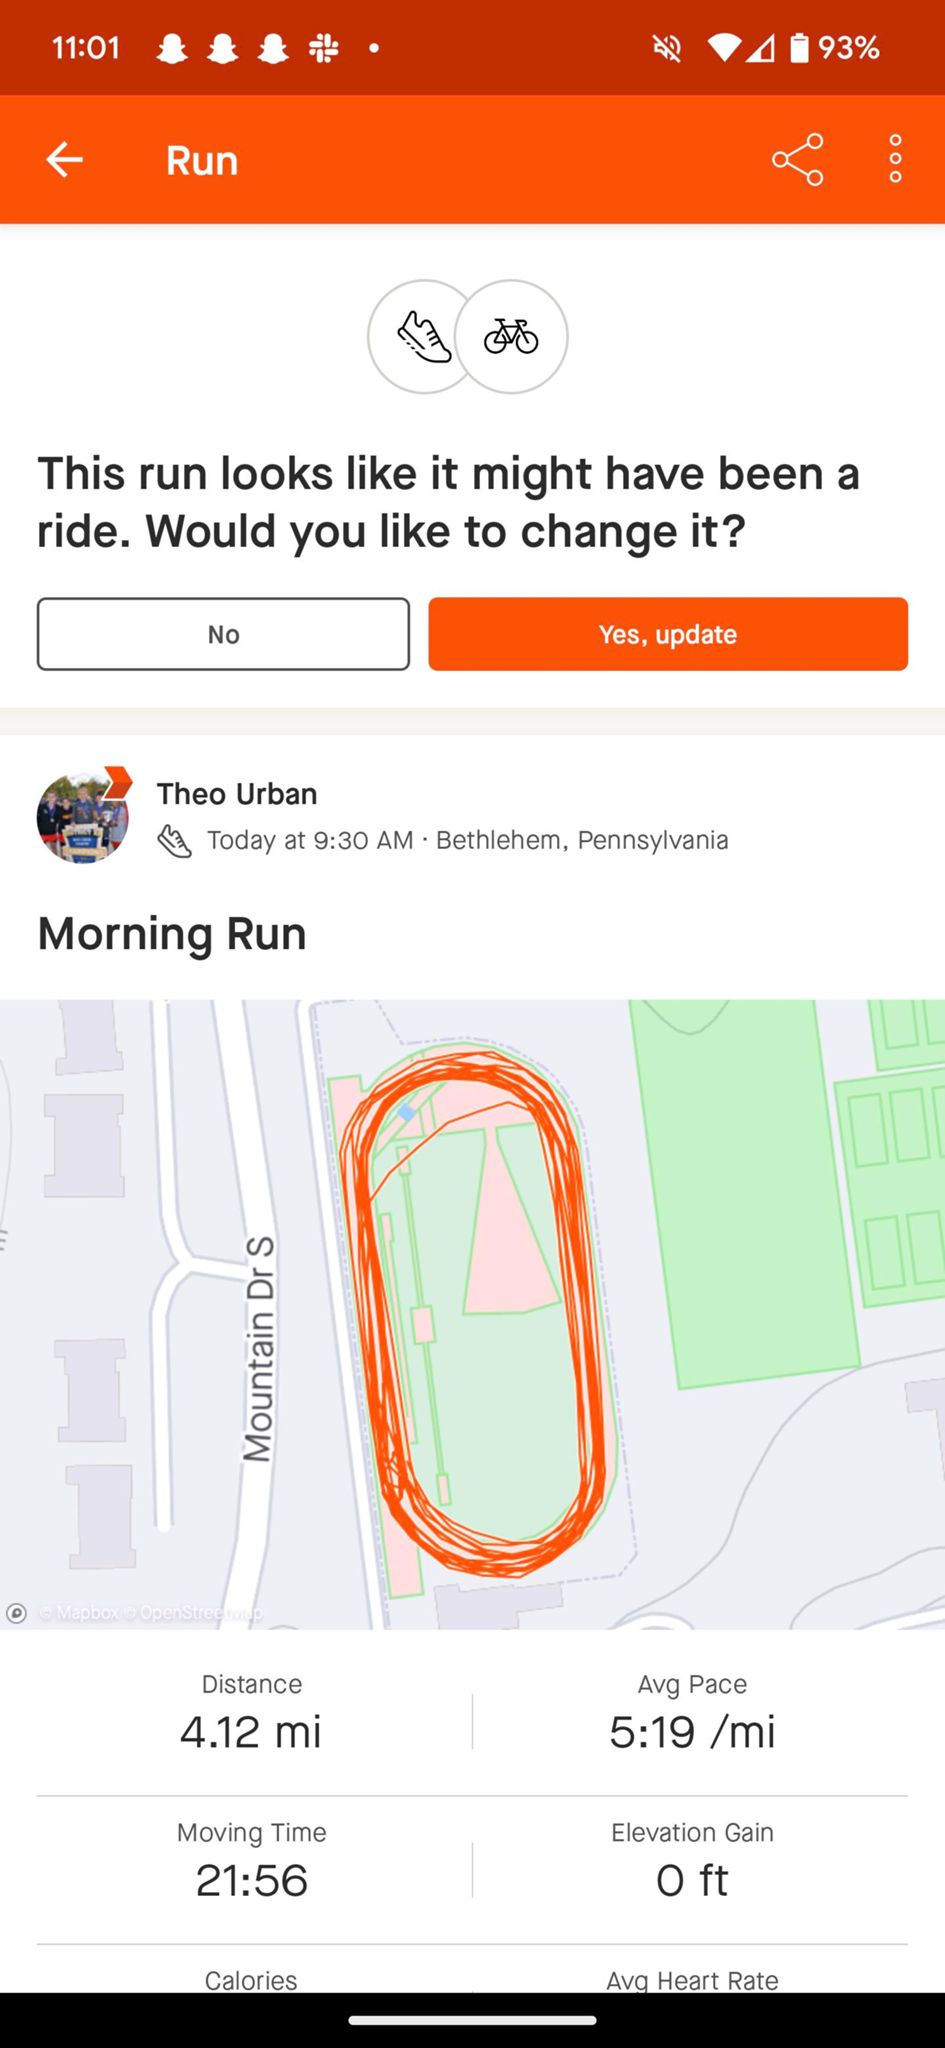 11:01
93%
Run
This run looks like it might have been a
ride. Would you like to change it?
No
Yes, update
Theo Urban
Today at 9:30 AM · Bethlehem, Pennsylvania
Morning Run
Mountain Dr S
© Mapbox © OpenStreetMap
Distance
4.12 mi
Avg Pace
5:19 /mi
Moving Time
21:56
Elevation Gain
0 ft
Calories
Avg Heart Rate